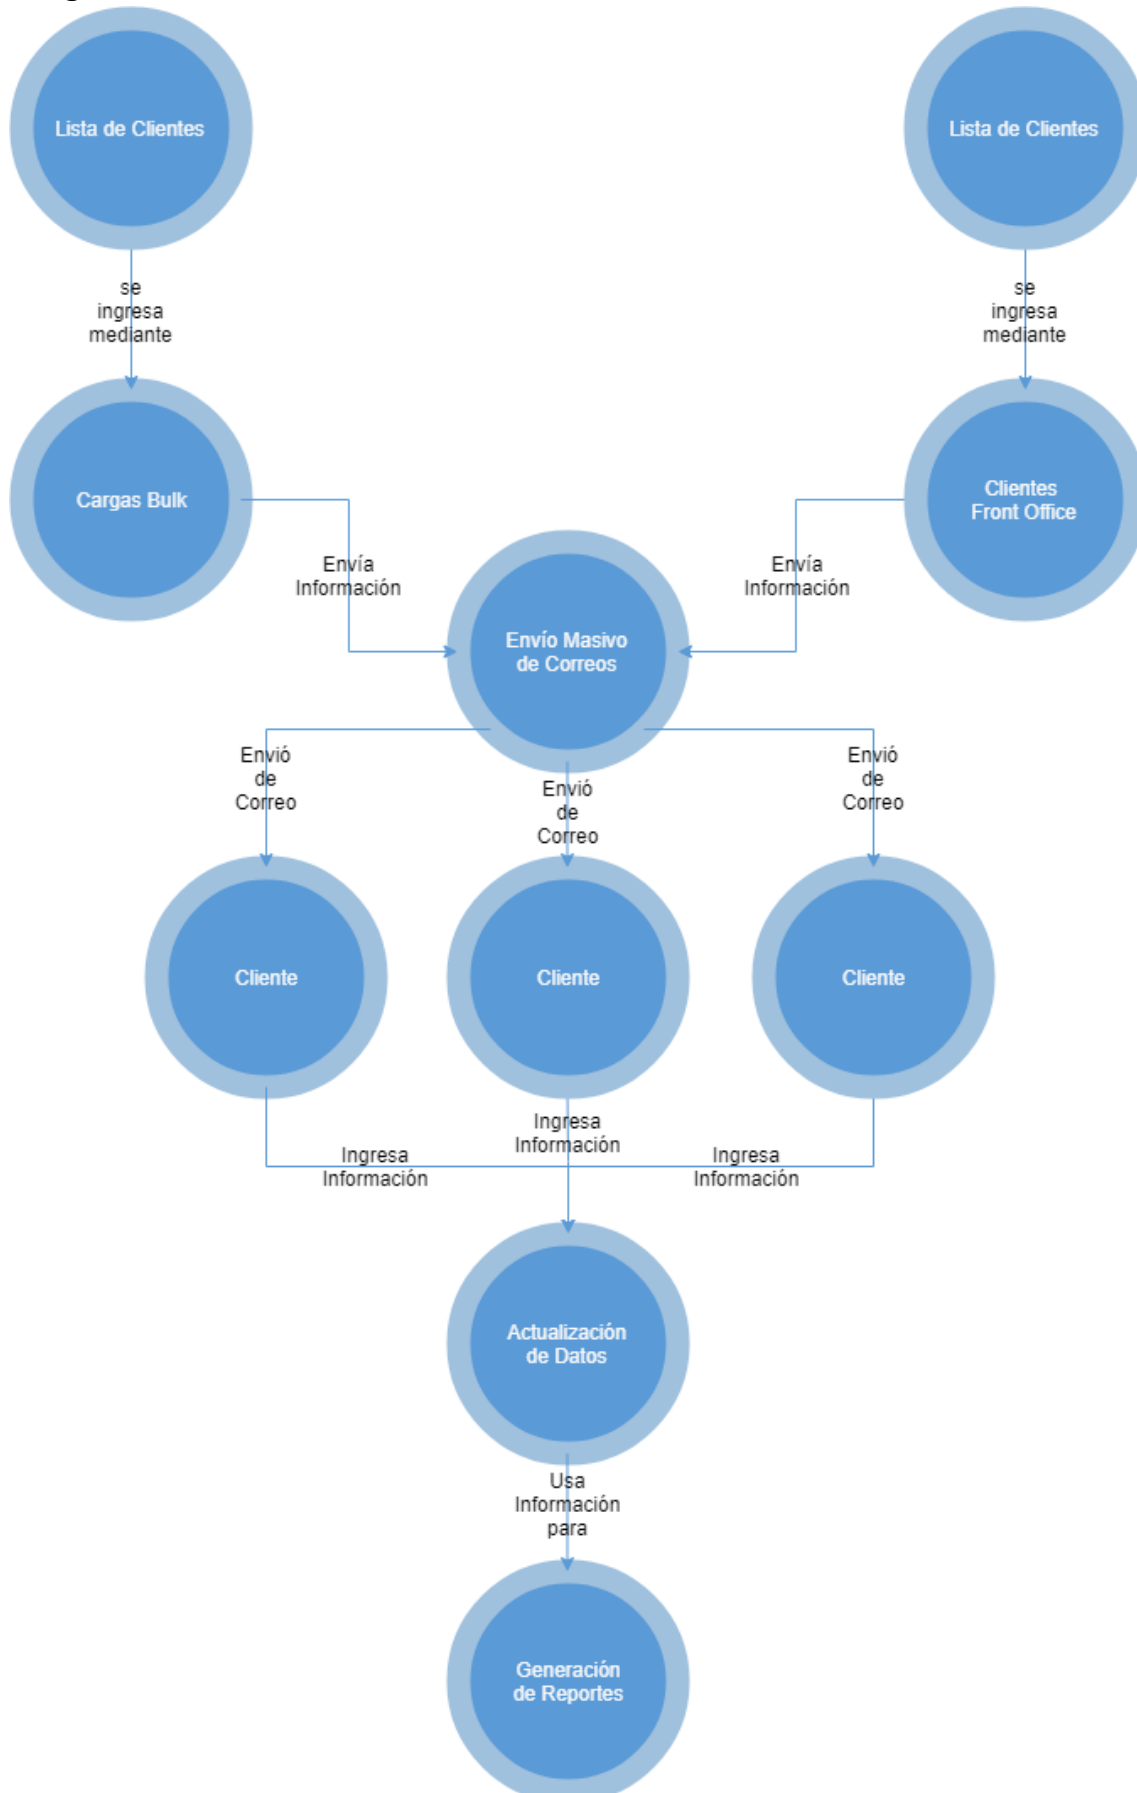 Lista de Clientes
Lista de Clientes
se
ingresa
mediante
se
ingresa
mediante
Cargas Bulk
Clientes
Front Office
Envía
Información
Envía
Información
Envío Masivo
de Correos
Envió
de
Correo
Envió
de
Correo
Envió
de
Correo
Cliente
Cliente
Cliente
Ingresa
Información
Ingresa
Información
Ingresa
Información
Actualización
de Datos
Usa
Información
para
Generación
de Reportes